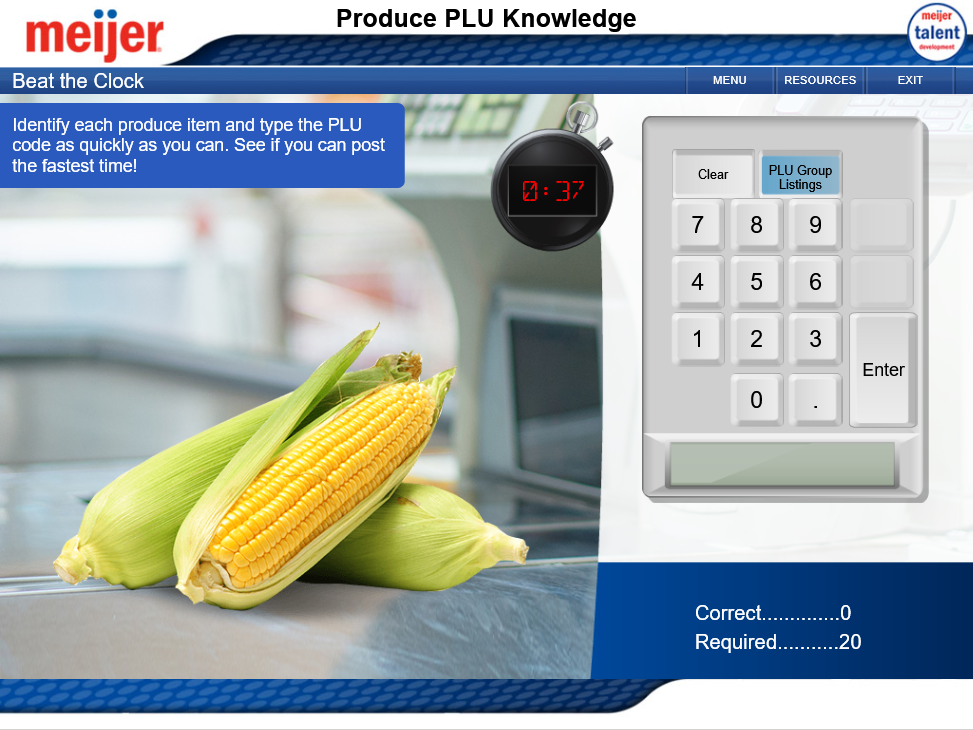 Produce PLU Knowledge
meijer
meijer
talent
development
Beat the Clock
MENU
RESOURCES
EXIT
Identify each produce item and type the PLU
code as quickly as you can. See if you can post
the fastest time!
0:37
Clear
PLU Group
Listings
7 8 9
4 5 6
1 2 3
Enter
0 .
Correct..............0
Required...........20